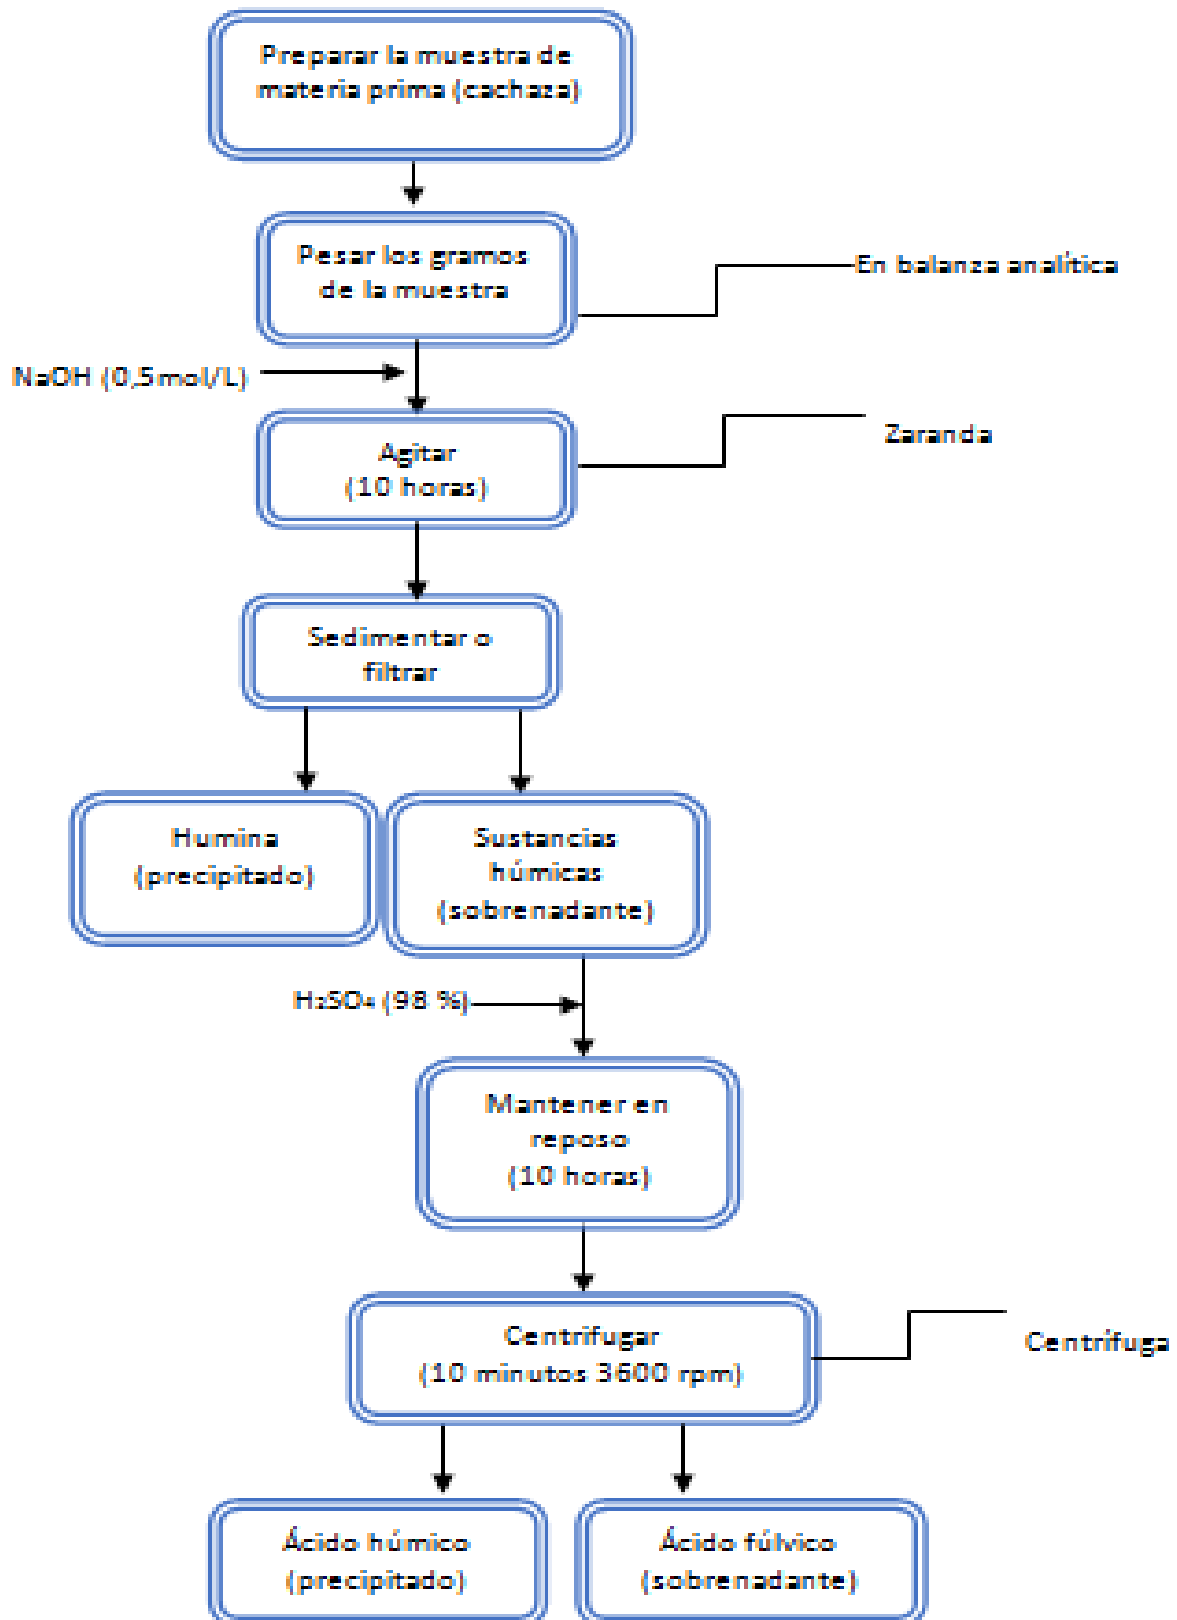 Preparar la muestra de
materia prima (cachaza)
Pesar los gramos
de la muestra
En balanza analítica
NaOH (0,5mol/L)
Agitar
(10 horas)
Zaranda
Sedimentar o
filtrar
Humina
(precipitado)
Sustancias
húmicas
(sobrenadante)
H₂SO₄ (98 %)
Mantener en
reposo
(10 horas)
Centrifugar
(10 minutos 3600 rpm)
Centrífuga
Ácido húmico
(precipitado)
Ácido fúlvico
(sobrenadante)